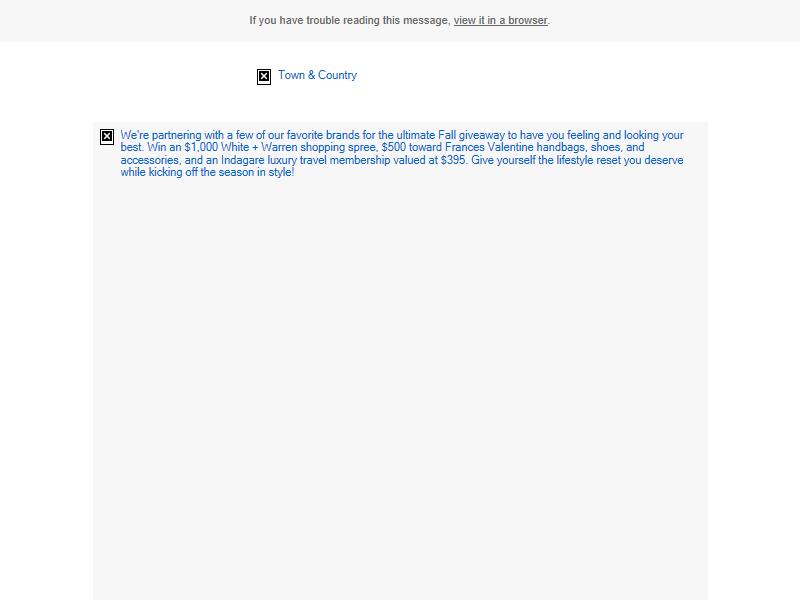 If you have trouble reading this message, view it in a browser.
Town & Country
We're partnering with a few of our favorite brands for the ultimate Fall giveaway to have you feeling and looking your
best. Win an $1,000 White + Warren shopping spree, $500 toward Frances Valentine handbags, shoes, and
accessories, and an Indagare luxury travel membership valued at $395. Give yourself the lifestyle reset you deserve
while kicking off the season in style!